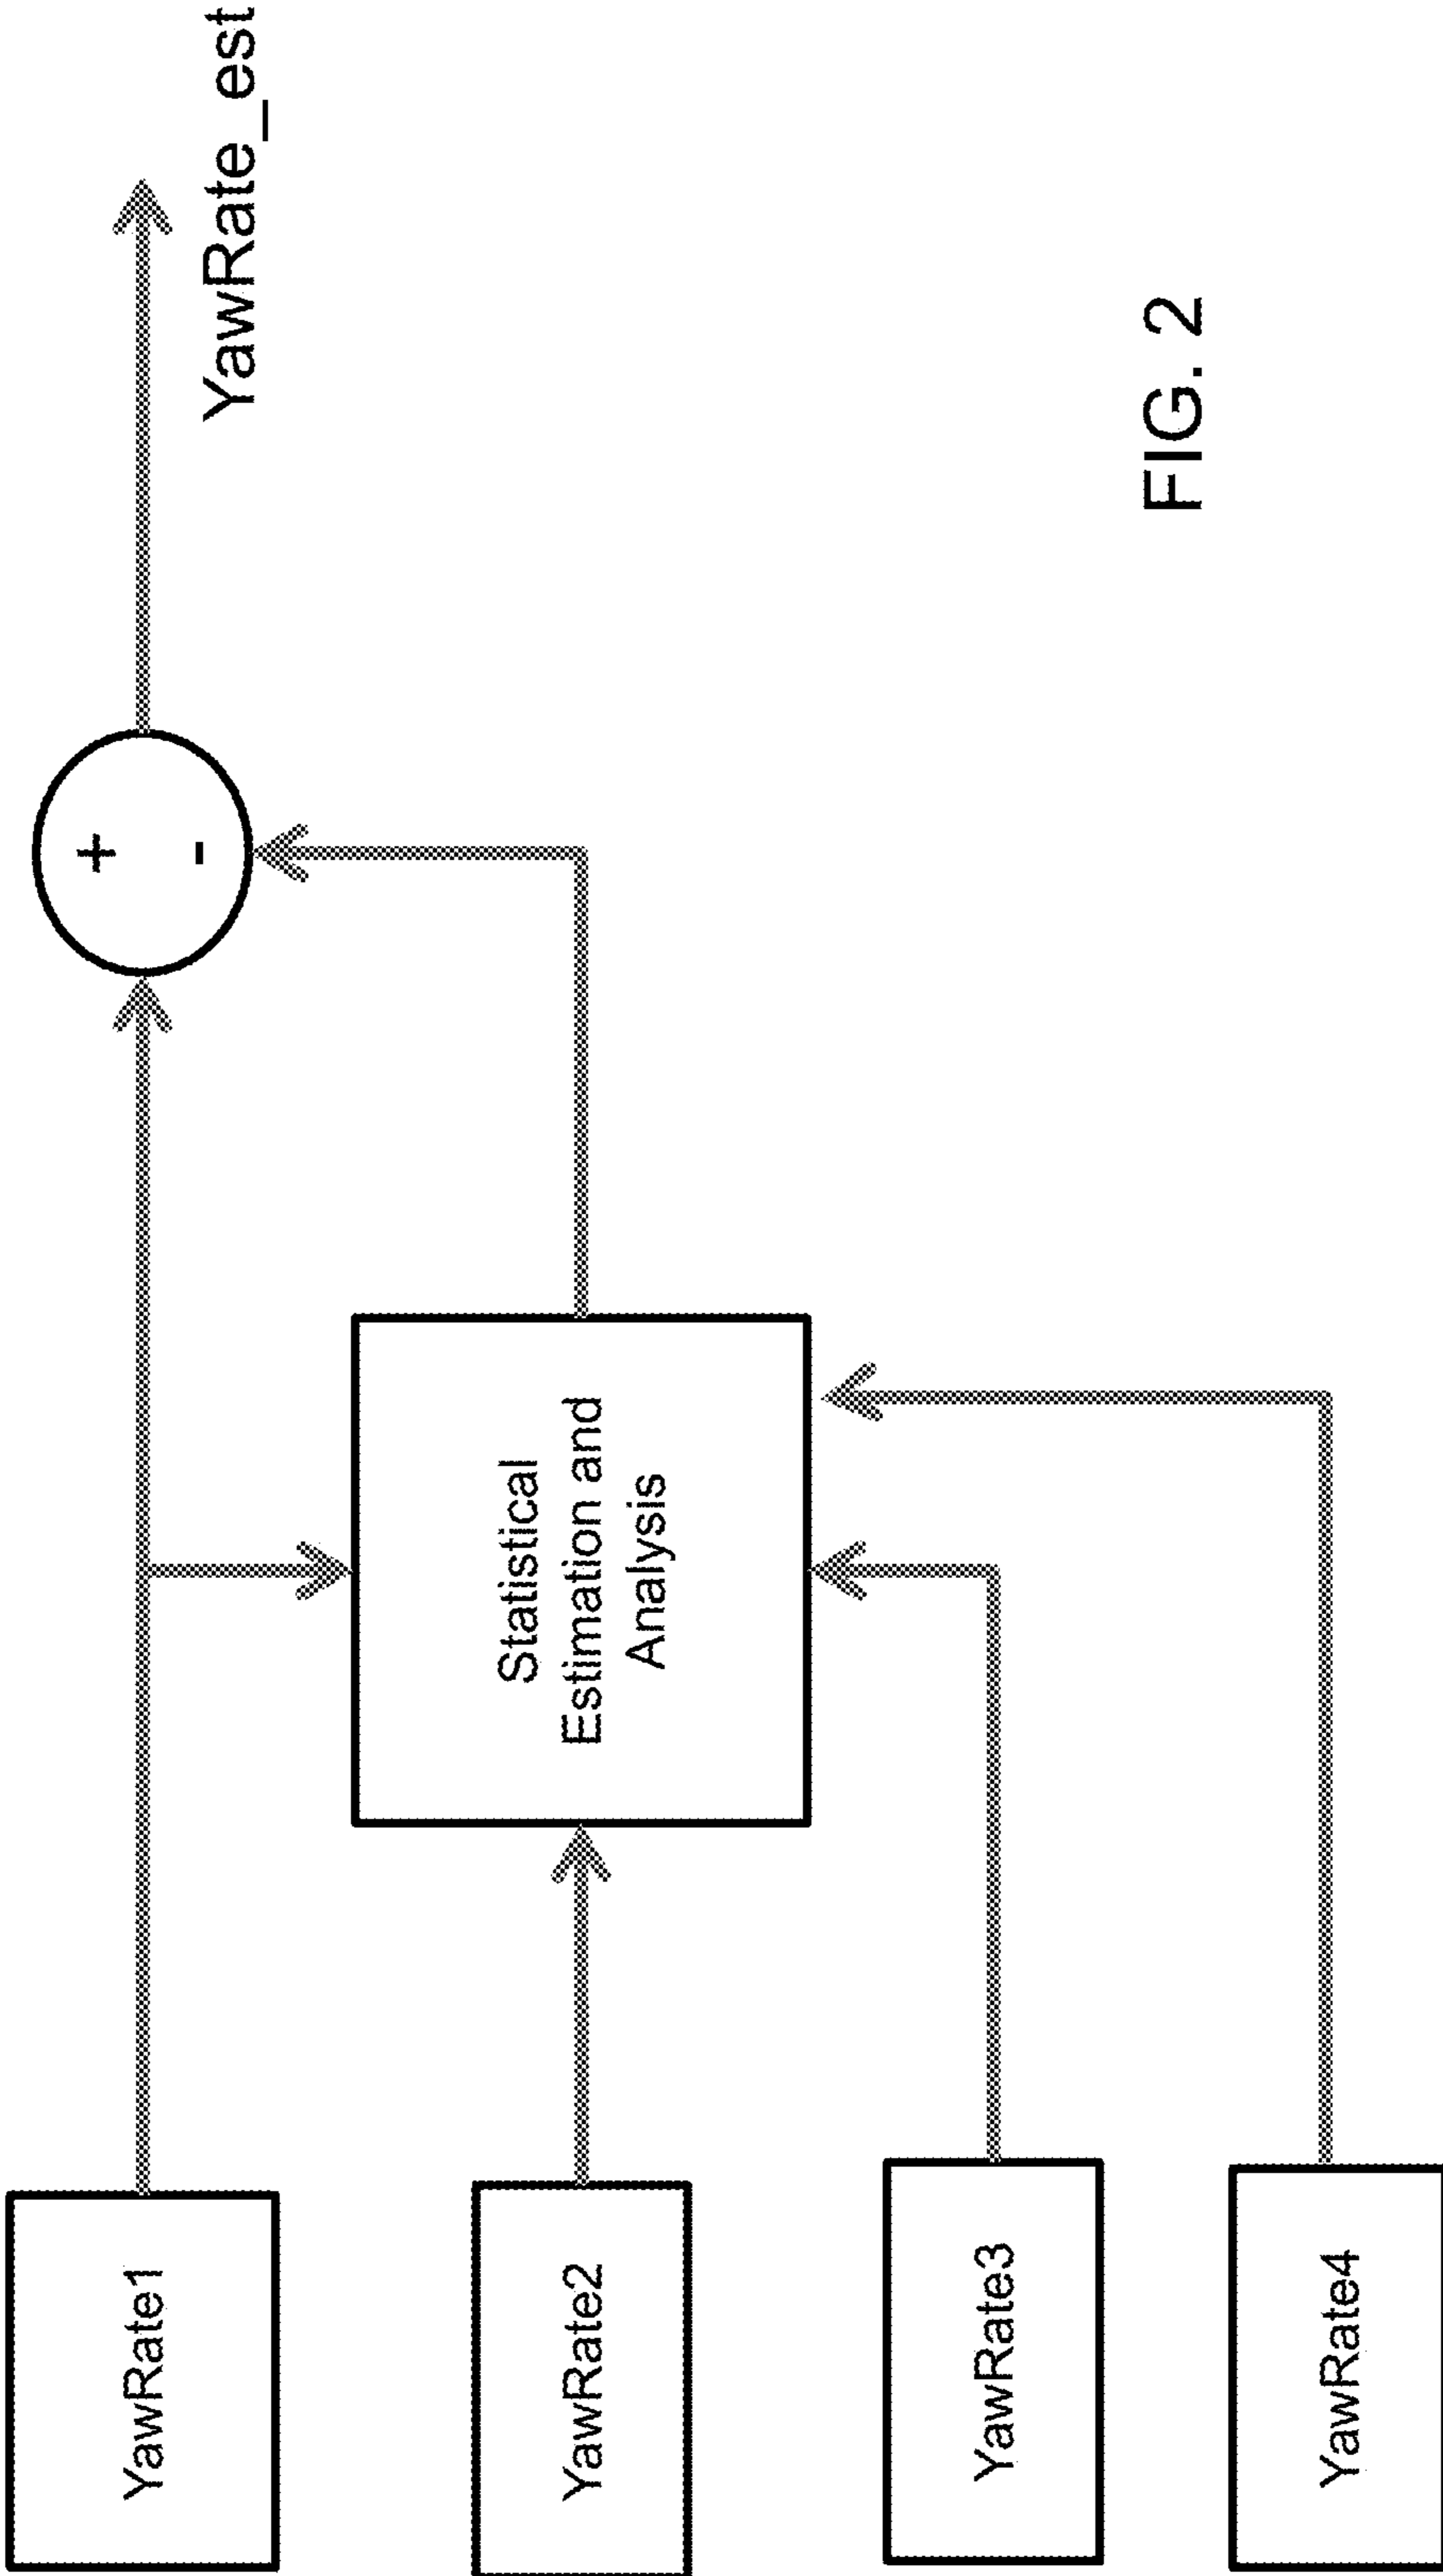 YawRate1
YawRate2
YawRate3
YawRate4
Statistical
Estimation and
Analysis
+
-
YawRate_est
FIG. 2